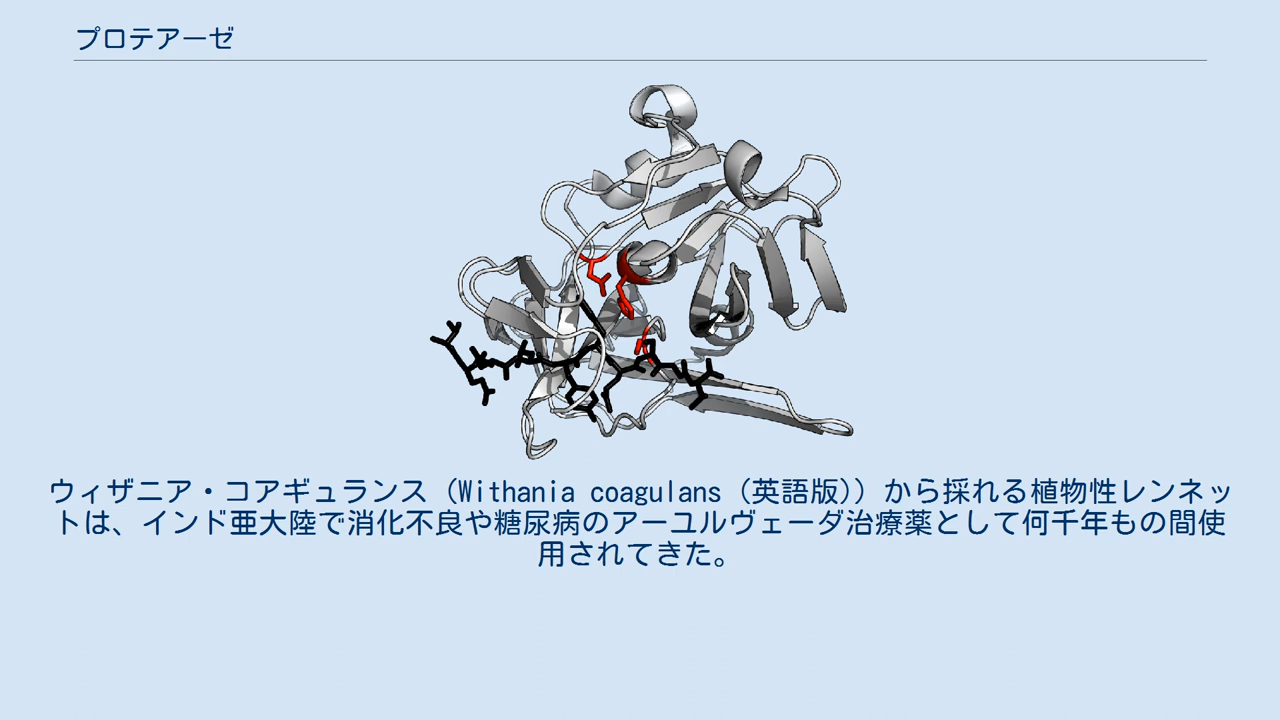 プロテアーゼ
ウィザニア・コアギュランス（Withania coagulans（英語版））から採れる植物性レンネッ
トは、インド亜大陸で消化不良や糖尿病のアーユルヴェーダ治療薬として何千年もの間使
用されてきた。